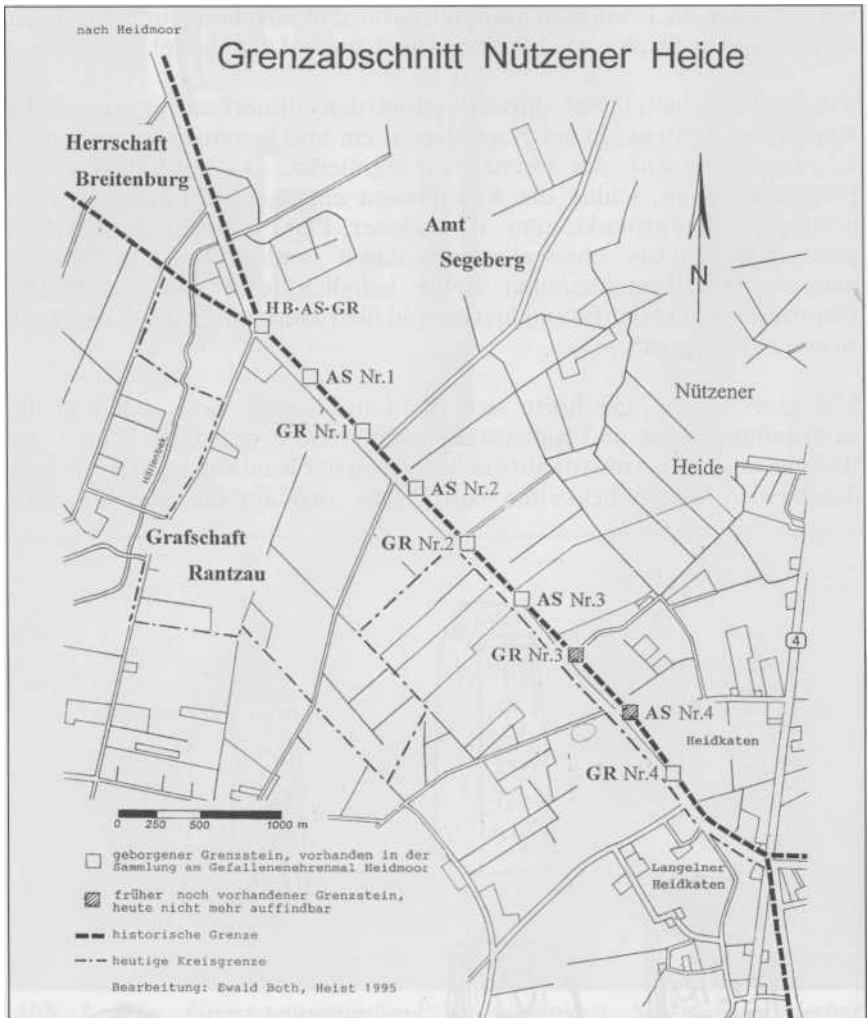 nach Heidmoor
Grenzabschnitt Nützener Heide
Herrschaft
Breitenburg
Amt
Segeberg
N
HB-AS-GR
AS Nr.1
GR Nr.1
Nützener
Heide
Höllenbek
AS Nr.2
GR Nr.2
Grafschaft
Rantzau
AS Nr.3
4
GR Nr.3
AS Nr.4
Heidkaten
GR Nr.4
0 250 500 1000 m
Langelner
Heidkaten
geborgener Grenzstein, vorhanden in der
Sammlung am Gefallenenehrenmal Heidmoor
früher noch vorhandener Grenzstein,
heute nicht mehr auffindbar
historische Grenze
heutige Kreisgrenze
Bearbeitung: Ewald Both, Heist 1995